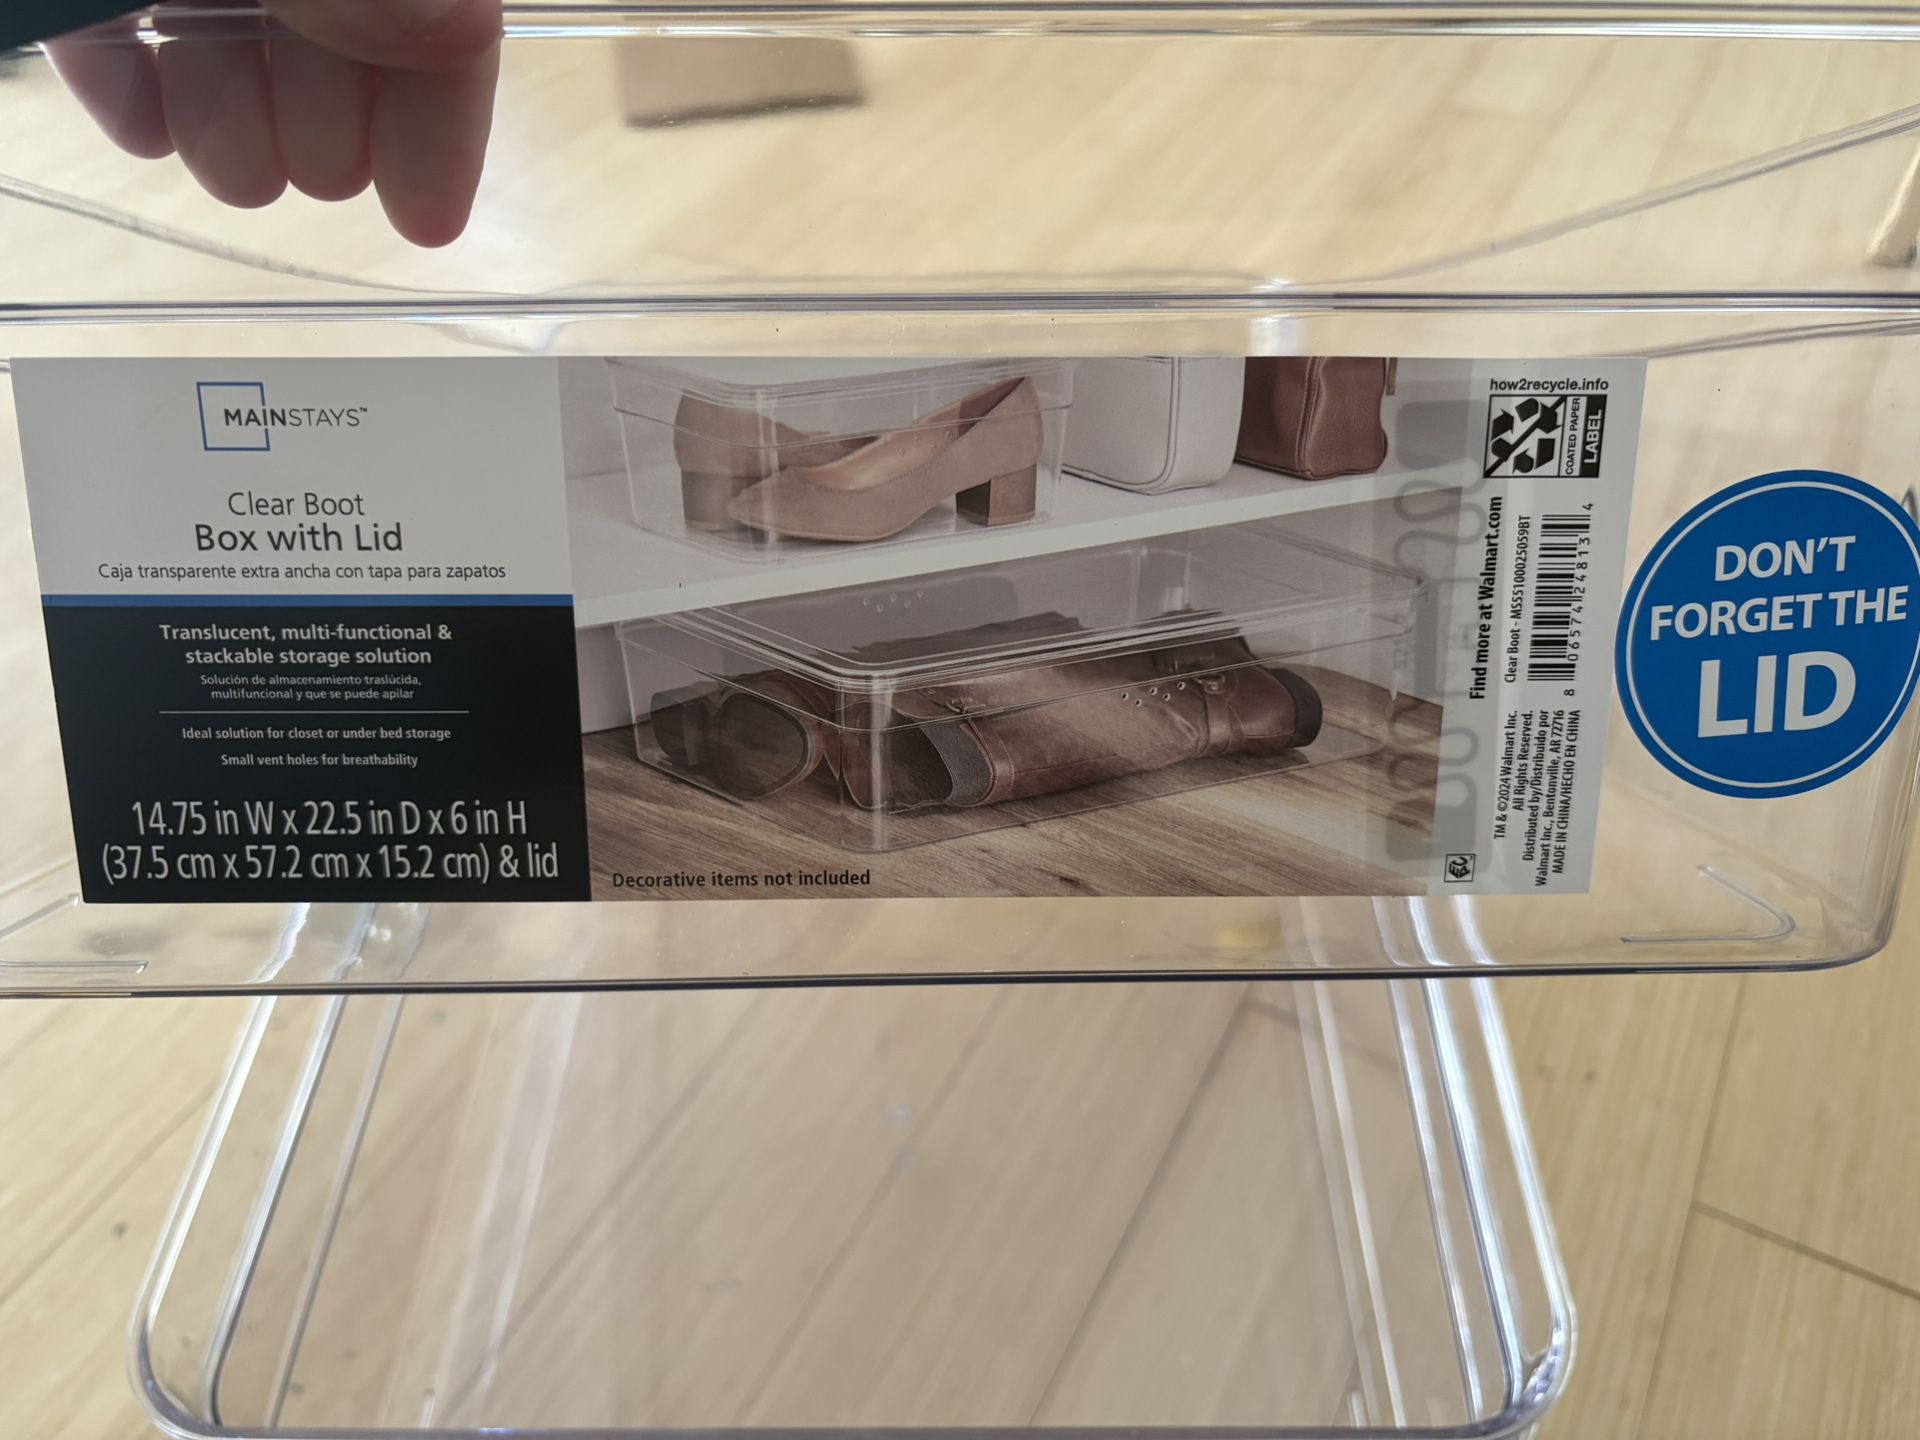 MAINSTAYS™
Clear Boot
Box with Lid
Caja transparente extra ancha con tapa para zapatos
Translucent, multi-functional &
stackable storage solution
Solución de almacenamiento traslúcida,
multifuncional y que se puede apilar
Ideal solution for closet or under bed storage
Small vent holes for breathability
14.75 in W x 22.5 in D x 6 in H
(37.5 cm x 57.2 cm x 15.2 cm) & lid
Decorative items not included
how2recycle.info
COATED PAPER
LABEL
Find more at Walmart.com
Clear Boot - MS55100025059BT
8 06574 24813 4
TM & ©2024 Walmart Inc.
All Rights Reserved.
Distributed by/Distribuido por
Walmart Inc., Bentonville, AR 72716
MADE IN CHINA/HECHO EN CHINA
DON'T
FORGET THE
LID